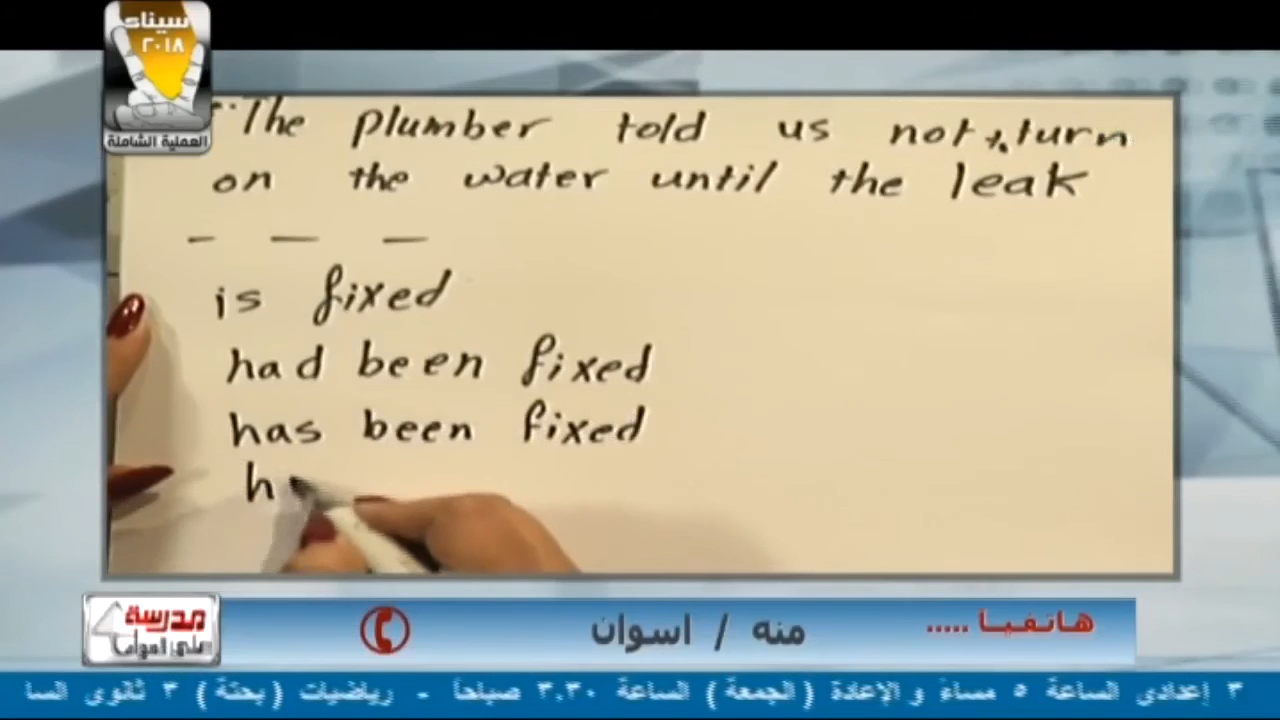 سيناء
٢٠١٨
العملية الشاملة
The plumber told us not to turn
on the water until the leak
- - -
is fixed
had been fixed
has been fixed
h
هاتفيا .....
منه / اسوان
مدرسة
على الهواء
٣ إعدادى الساعة ٥ مساءً و الإعادة (الجمعة) الساعة ٣.٣٠ صباحاً - رياضيات (بحتة) ٣ ثانوى السا